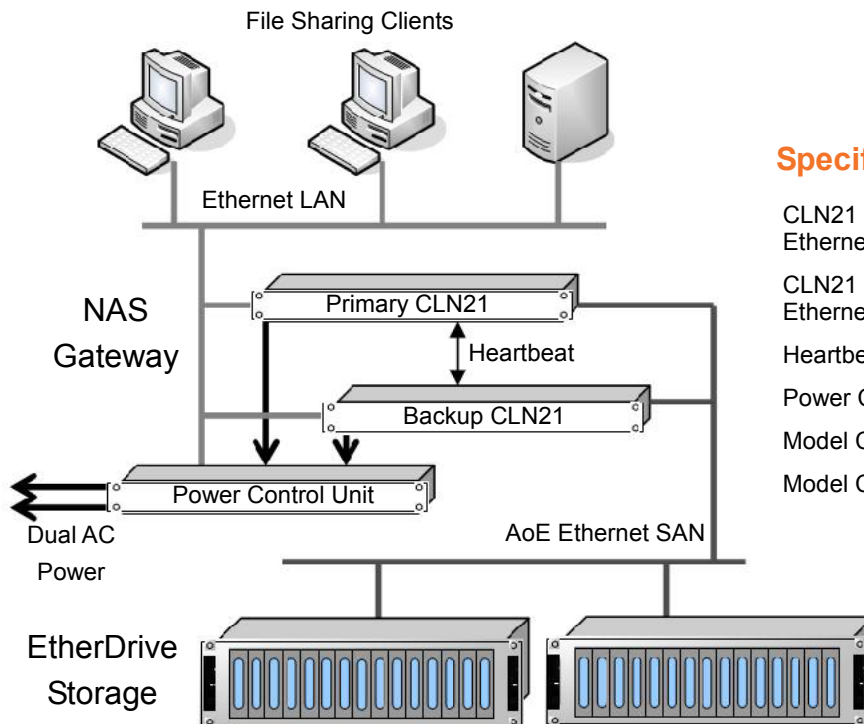 File Sharing Clients
Ethernet LAN
NAS
Gateway
Primary CLN21
Heartbeat
Backup CLN21
Power Control Unit
Dual AC
Power
AoE Ethernet SAN
EtherDrive
Storage
CLN21
CLN21
Power
Model
Model